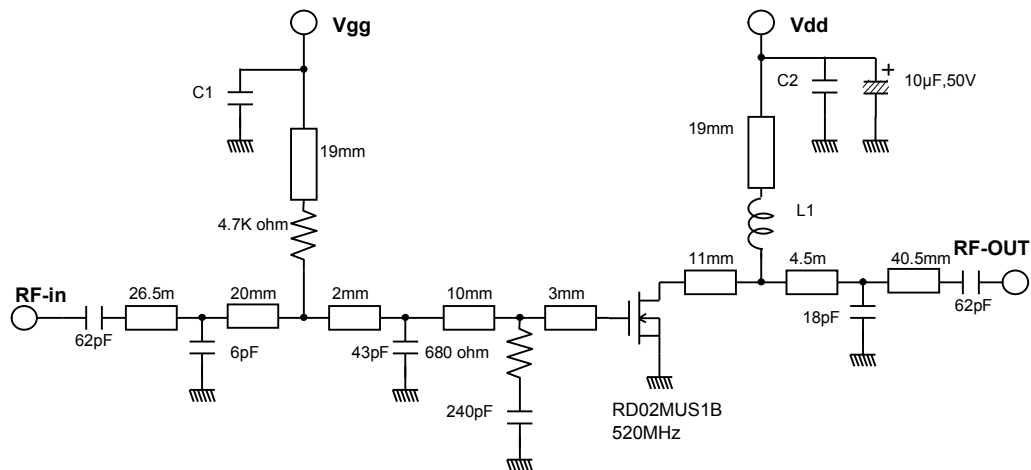 Vgg
Vdd
C1
C2
+
10µF,50V
19mm
19mm
4.7K ohm
L1
11mm
4.5m
40.5mm
RF-OUT
RF-in
26.5m
20mm
2mm
10mm
3mm
62pF
62pF
18pF
6pF
43pF
680 ohm
240pF
RD02MUS1B
520MHz